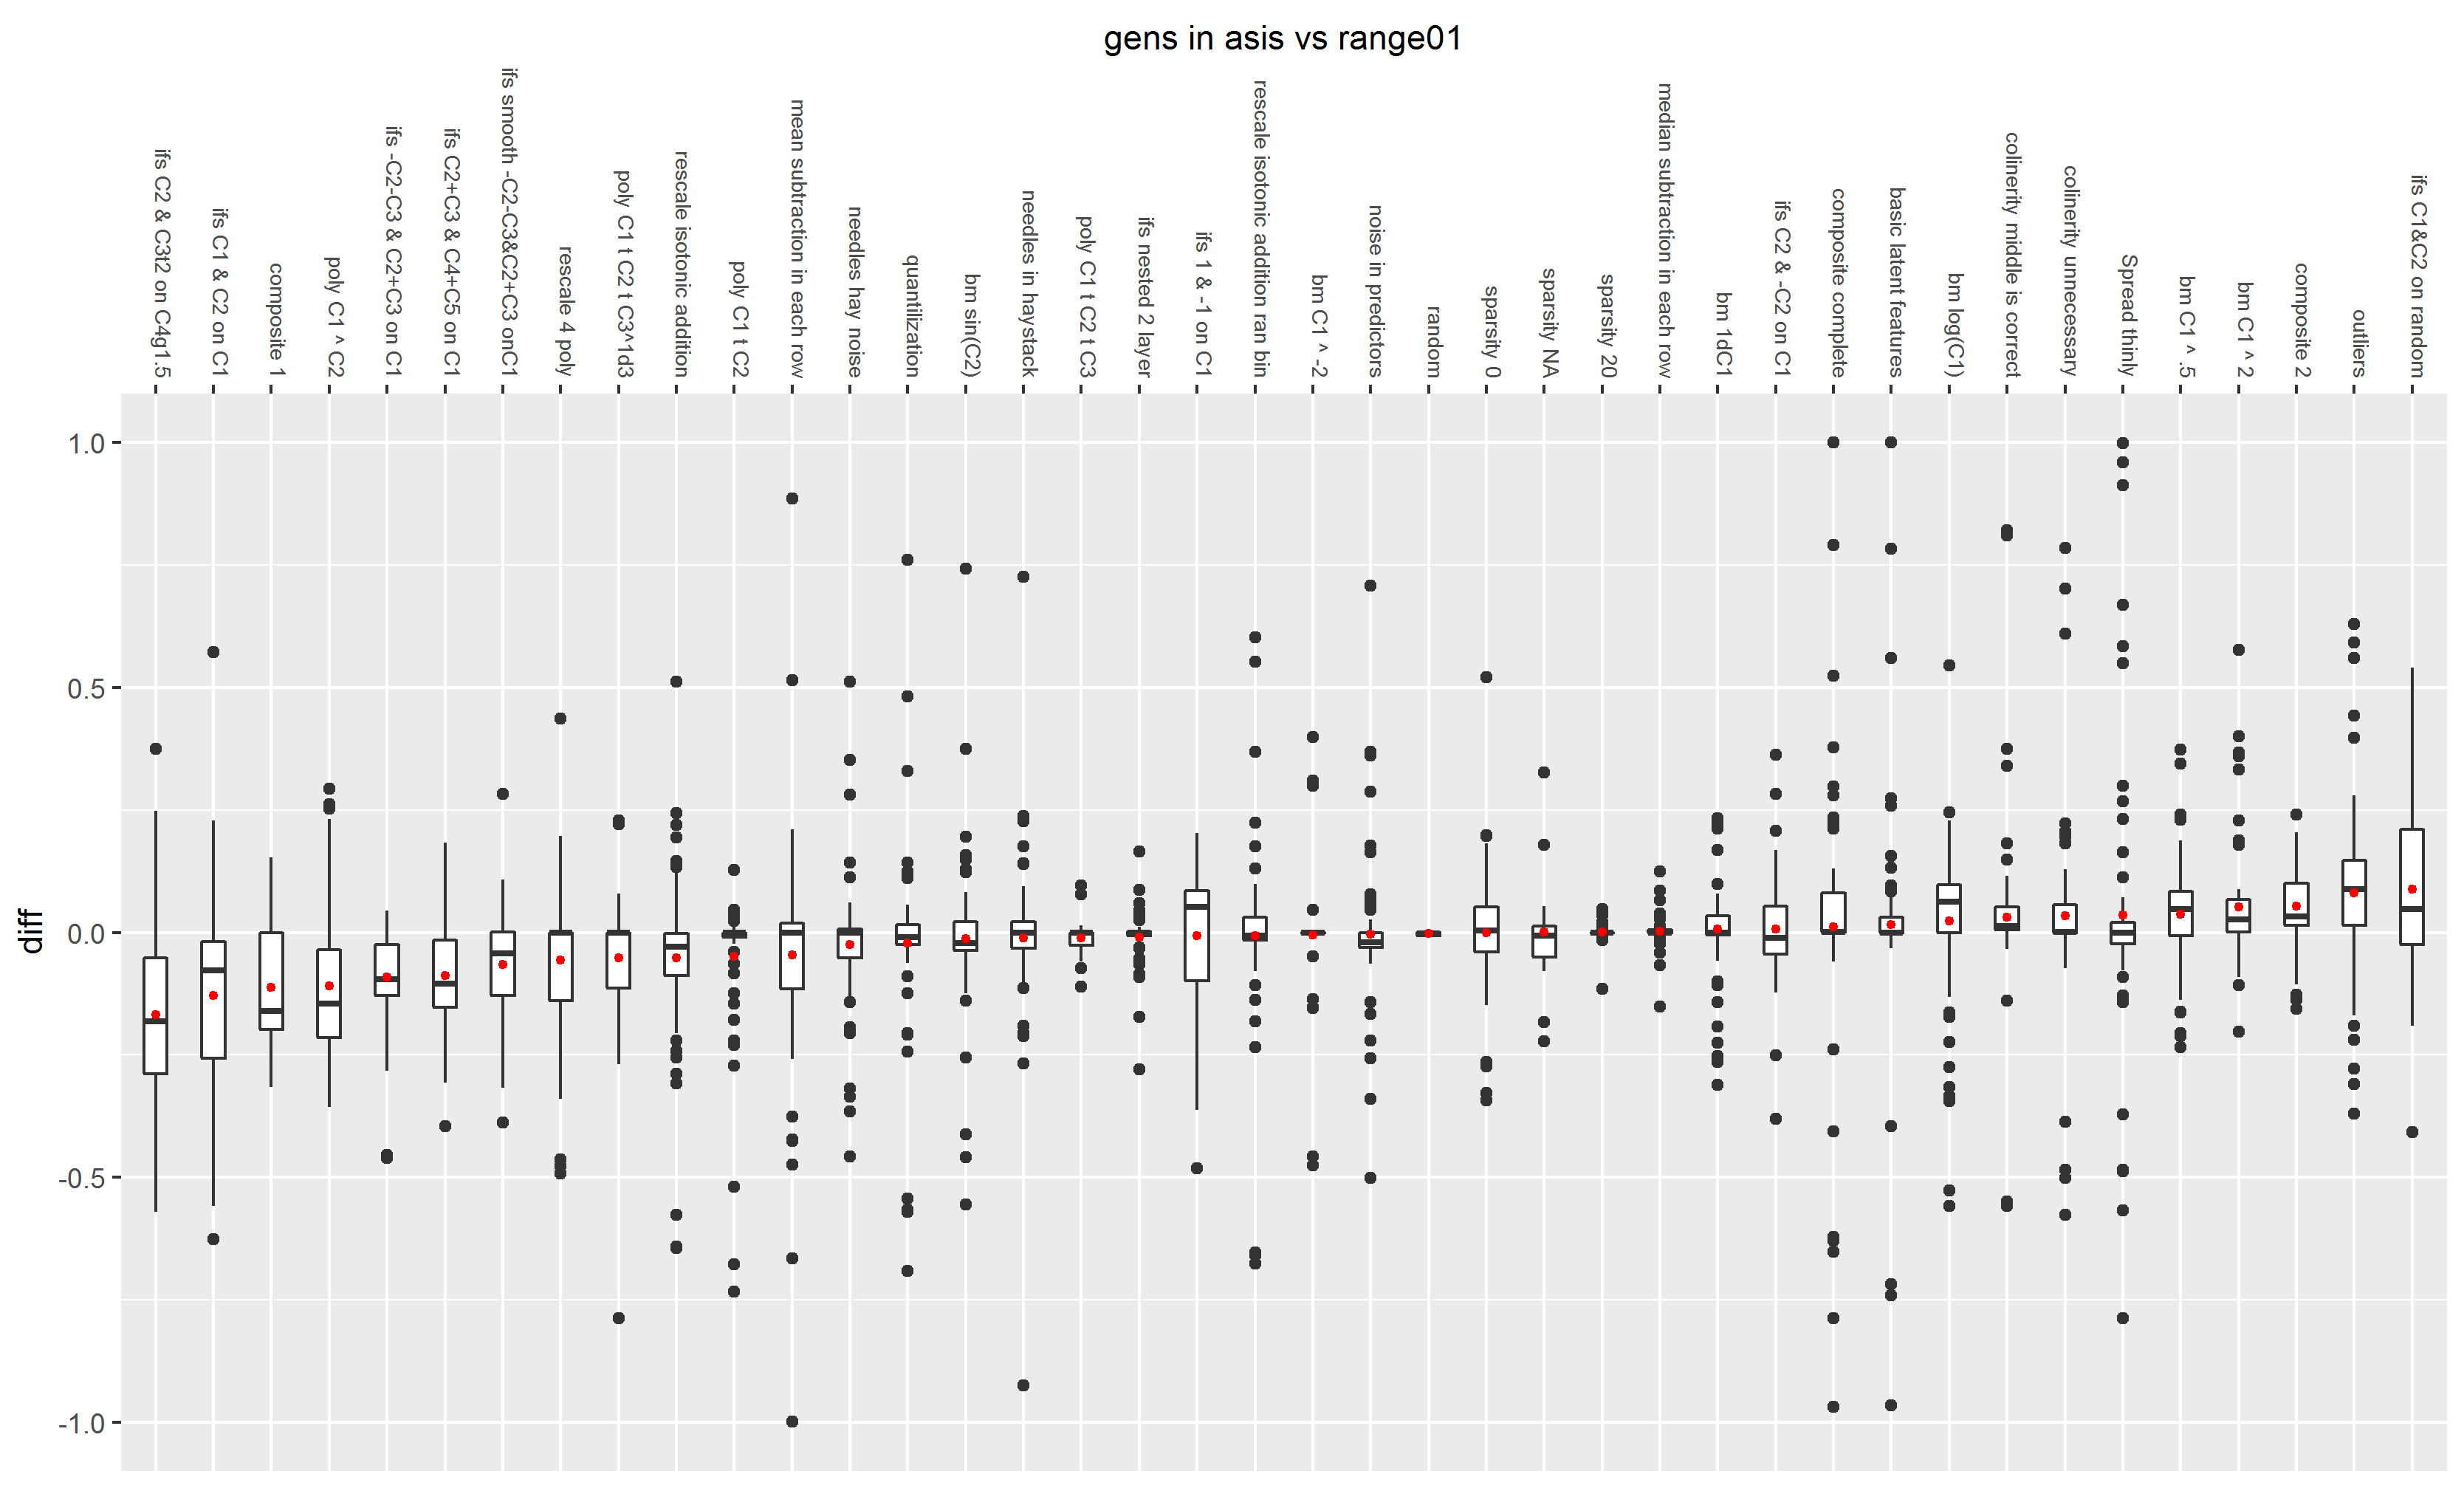 gens in asis vs range01
ifs C2 & C3t2 on C4g1.5
ifs C1 & C2 on C1
composite 1
poly C1 ^ C2
ifs -C2-C3 & C2+C3 on C1
ifs C2+C3 & C4+C5 on C1
ifs smooth -C2-C3&C2+C3 onC1
rescale 4 poly
poly C1 t C2 t C3^1d3
rescale isotonic addition
poly C1 t C2
mean subtraction in each row
needles hay noise
quantilization
bm sin(C2)
needles in haystack
poly C1 t C2 t C3
ifs nested 2 layer
ifs 1 & -1 on C1
rescale isotonic addition ran bin
bm C1 ^ -2
noise in predictors
random
sparsity 0
sparsity NA
sparsity 20
median subtraction in each row
bm 1dC1
ifs C2 & -C2 on C1
composite complete
basic latent features
bm log(C1)
colinerity middle is correct
colinerity unnecessary
Spread thinly
bm C1 ^ .5
bm C1 ^ 2
composite 2
outliers
ifs C1&C2 on random
1.0
0.5
0.0
-0.5
-1.0
diff